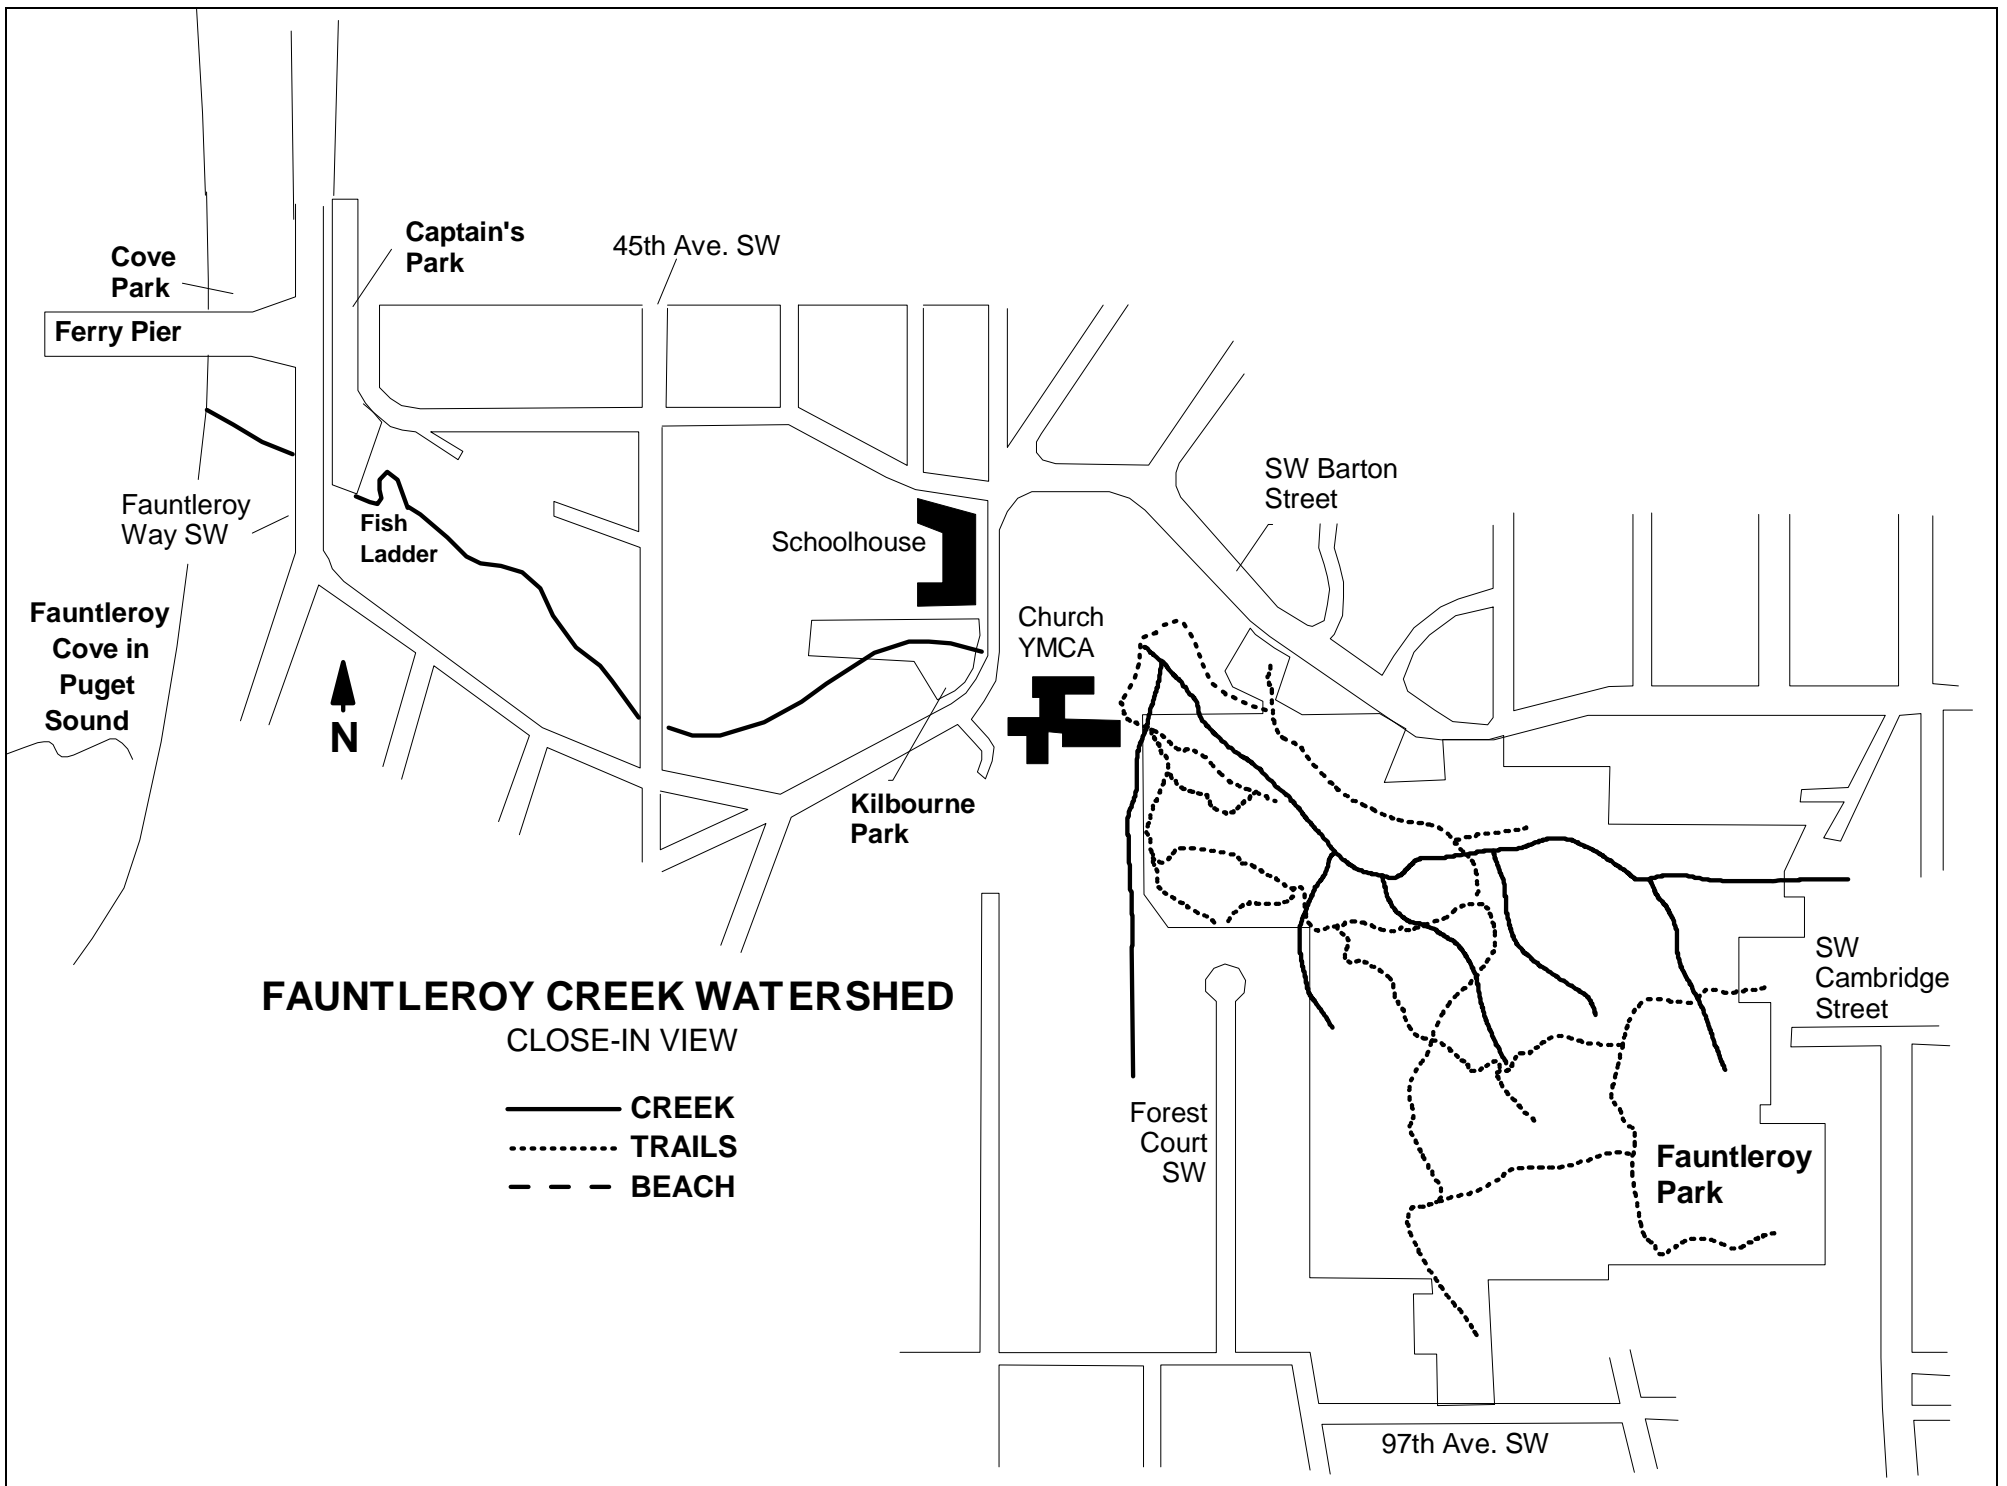 Captain's
Park
45th Ave. SW
Cove
Park
Ferry Pier
SW Barton
Street
Fauntleroy
Way SW
Fish
Ladder
Schoolhouse
Church
YMCA
Fauntleroy
Cove in
Puget
Sound
N
Kilbourne
Park
SW
Cambridge
Street
FAUNTLEROY CREEK WATERSHED
CLOSE-IN VIEW
CREEK
TRAILS
BEACH
Forest
Court
SW
Fauntleroy
Park
97th Ave. SW